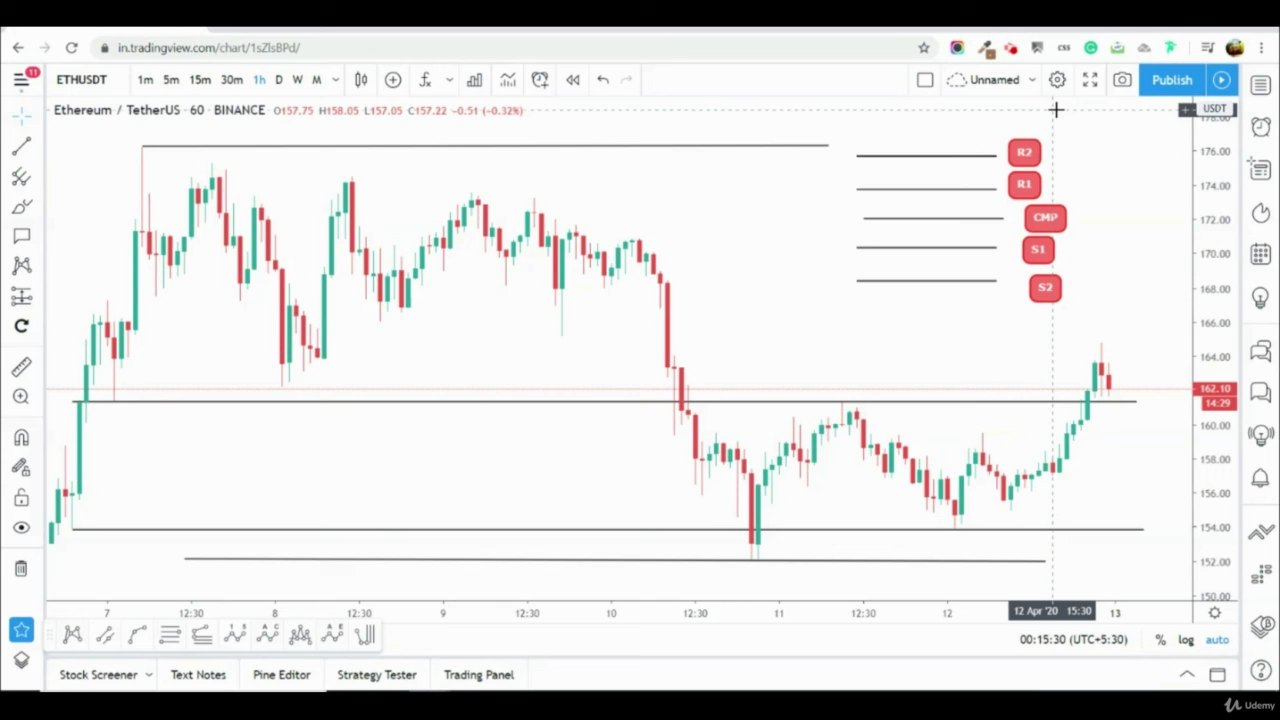 in.tradingview.com/chart/1sZlsBPd/
css
11
ETHUSDT 1m 5m 15m 30m 1h D W M Unnamed Publish
Ethereum / TetherUS · 60 · BINANCE O157.75 H158.05 L157.05 C157.22 -0.51 (-0.32%)
USDT
178.00
R2
176.00
R1
174.00
CMP
172.00
S1
170.00
S2
168.00
166.00
164.00
162.10
14:29
160.00
158.00
156.00
154.00
152.00
150.00
7 12:30 8 12:30 9 12:30 10 12:30 11 12:30 12 12 Apr '20 15:30 13
00:15:30 (UTC+5:30) % log auto
Stock Screener Text Notes Pine Editor Strategy Tester Trading Panel
Udemy